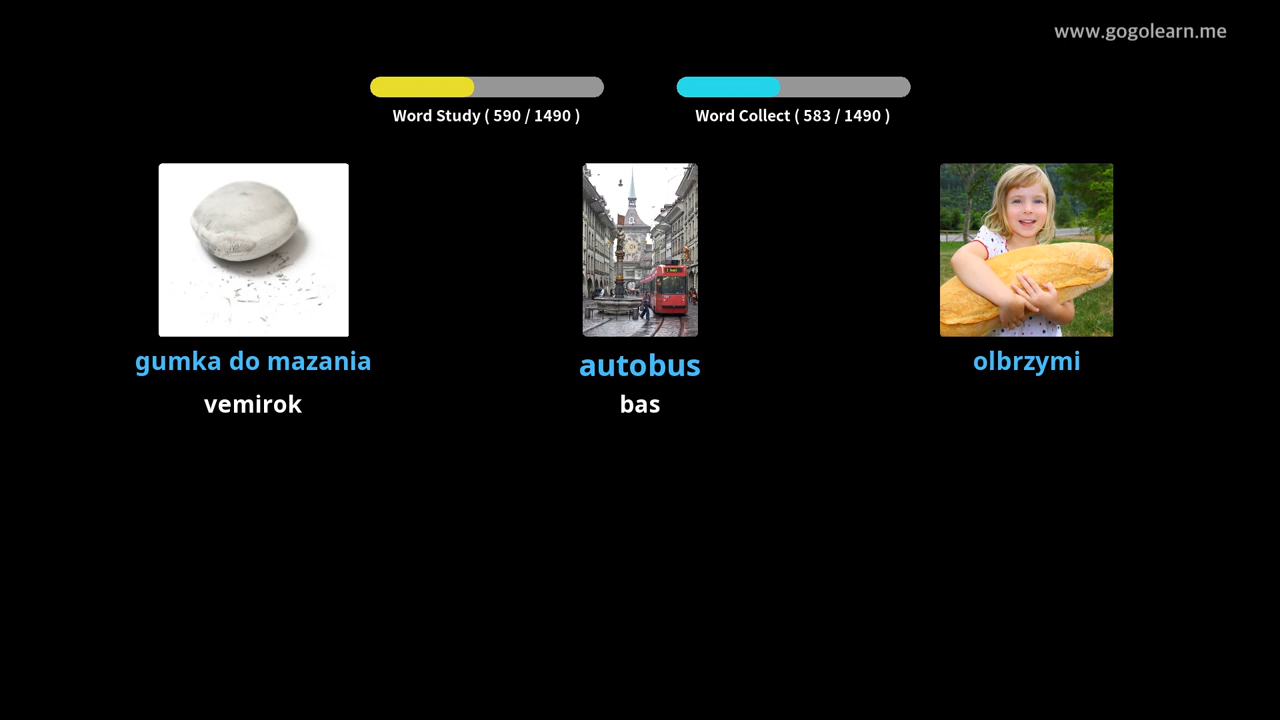 www.gogolearn.me
Word Study ( 590 / 1490 )
Word Collect ( 583 / 1490 )
gumka do mazania
autobus
olbrzymi
vemirok
bas